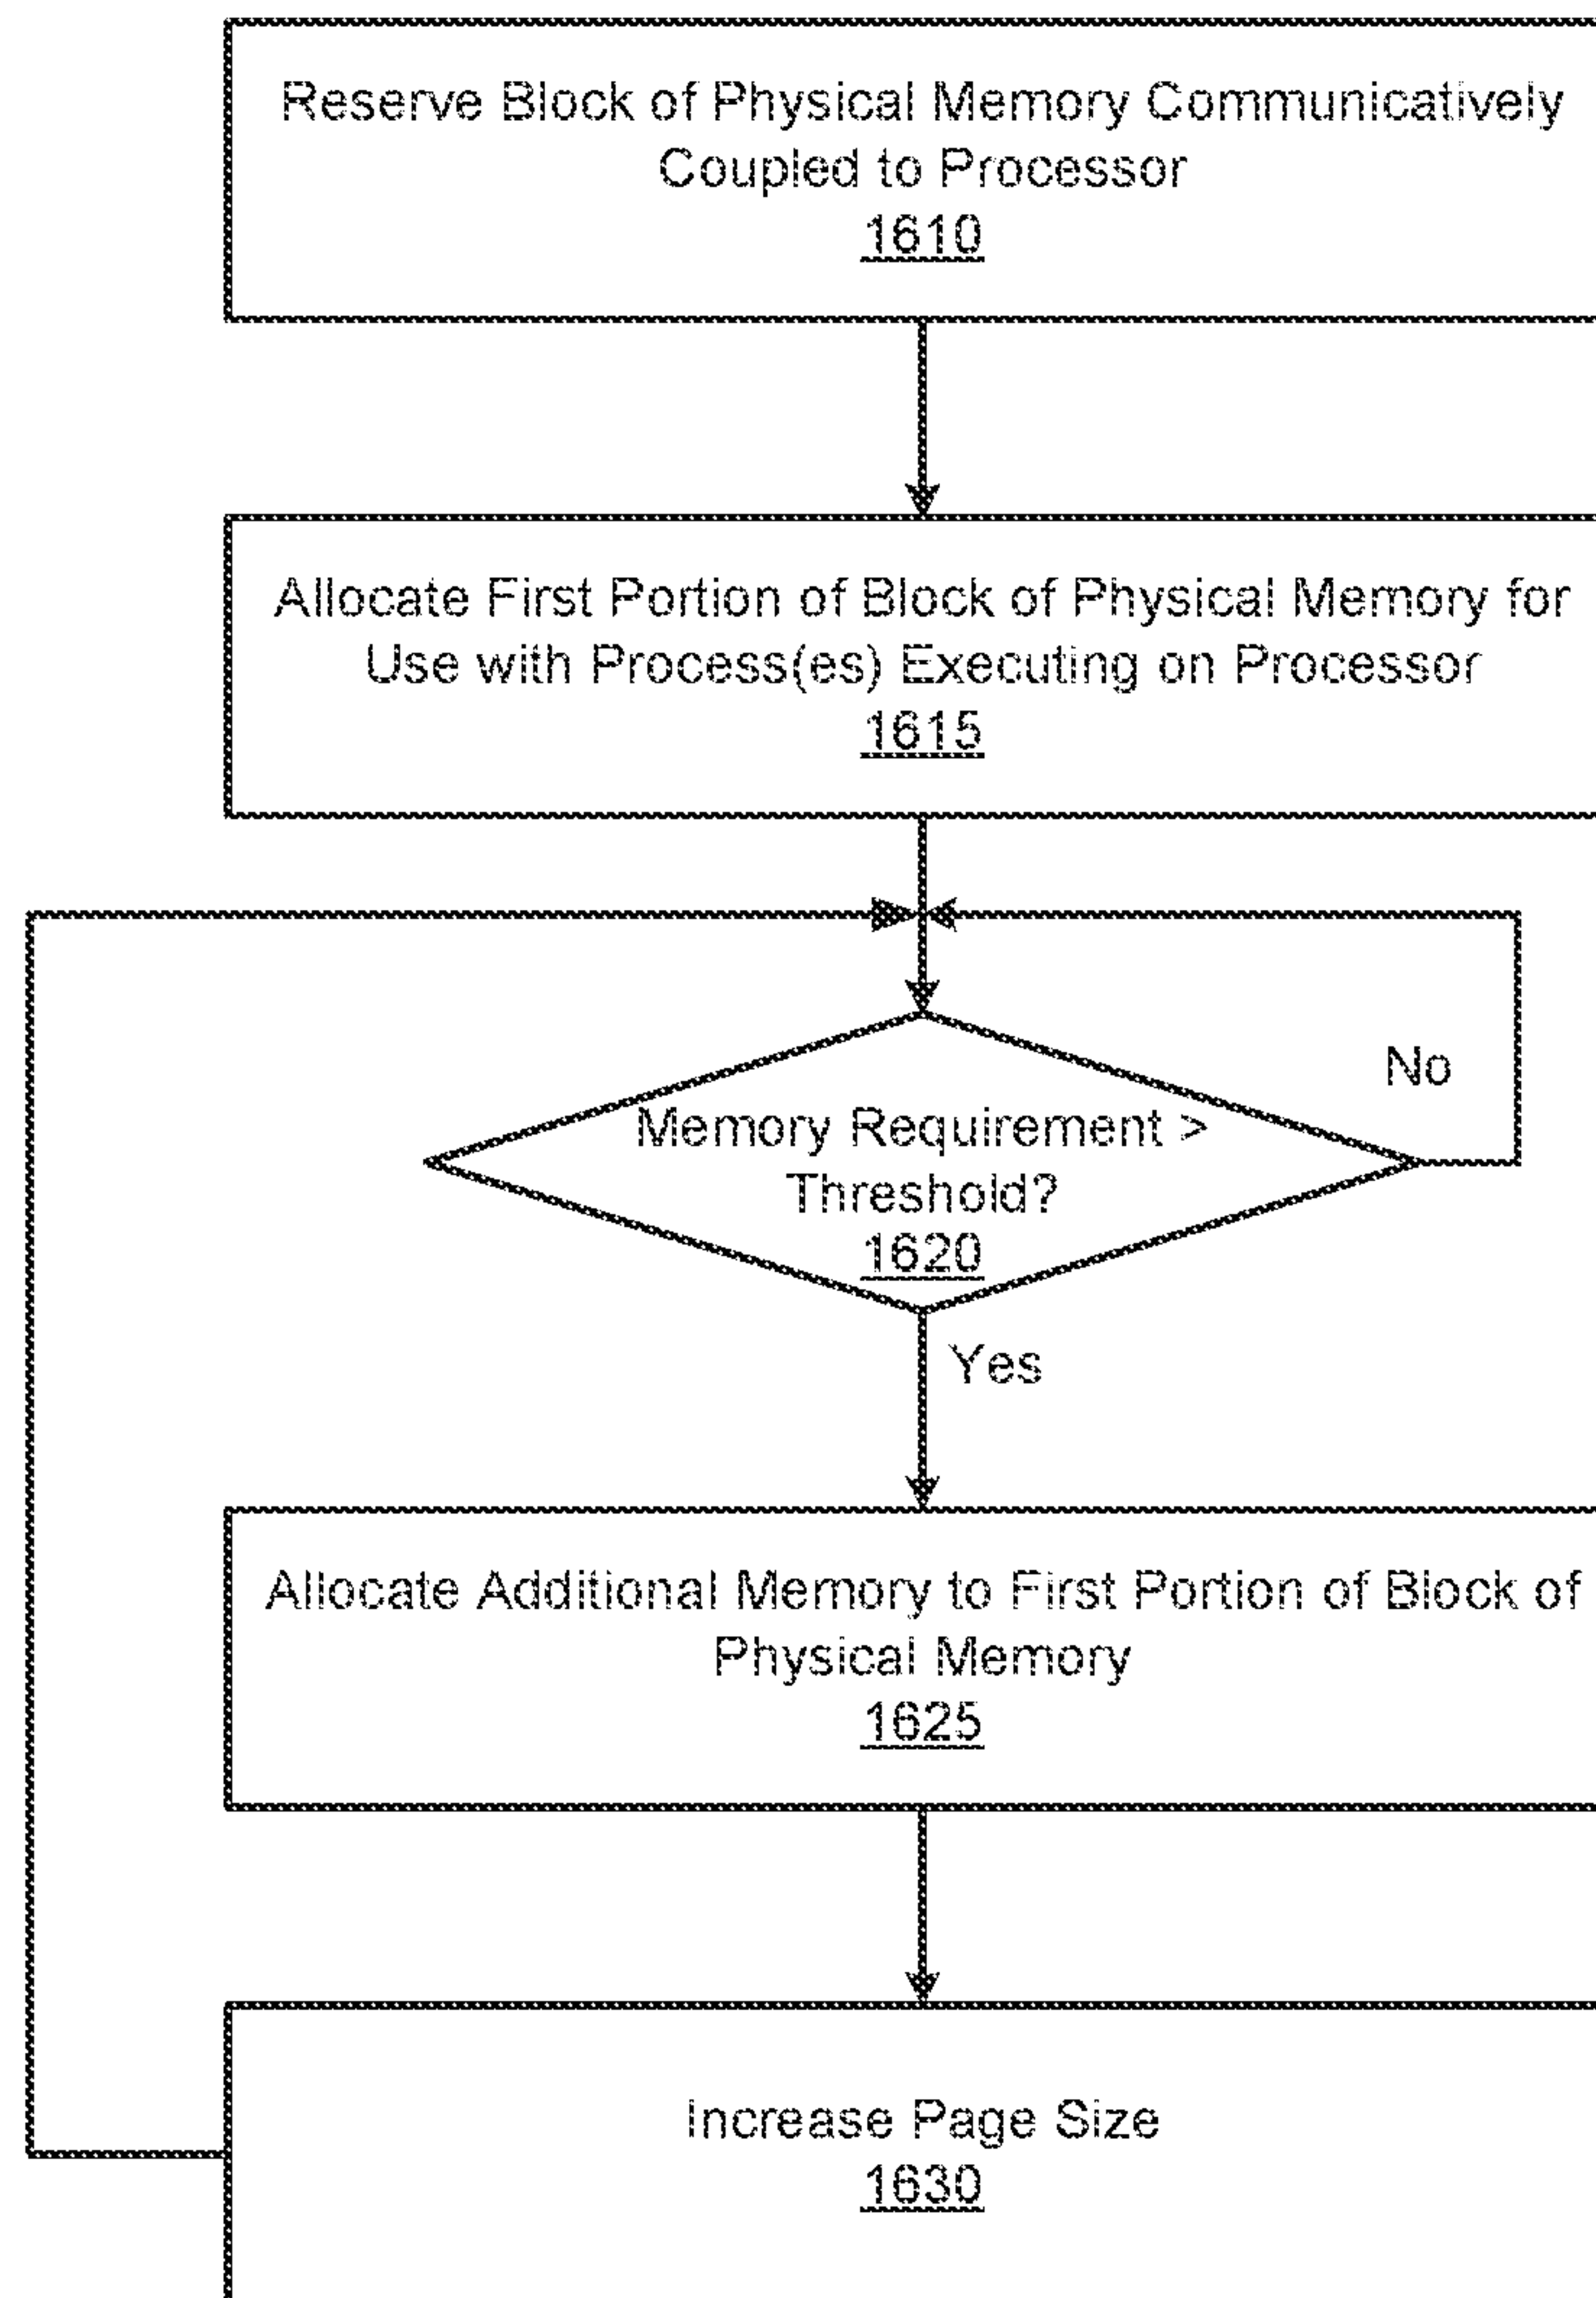 Reserve Block of Physical Memory Communicatively
Coupled to Processor
1610
Allocate First Portion of Block of Physical Memory for
Use with Process(es) Executing on Processor
1615
No
Memory Requirement >
Threshold?
1620
Yes
Allocate Additional Memory to First Portion of Block of
Physical Memory
1625
Increase Page Size
1630